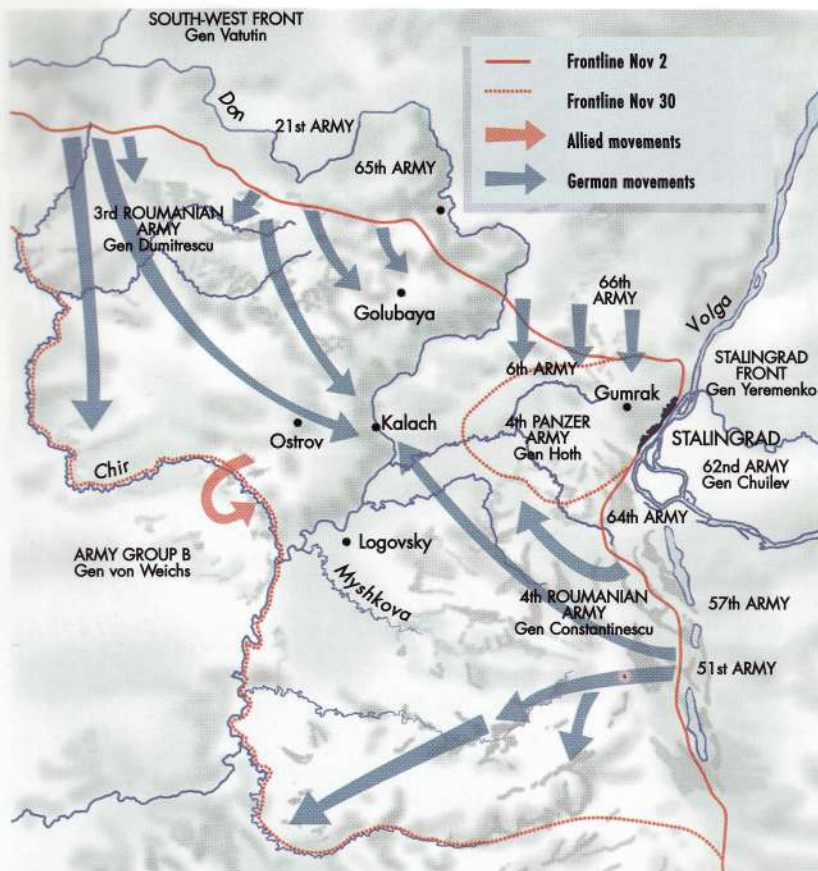 SOUTH-WEST FRONT
Gen Vatutin
Frontline Nov 2
Frontline Nov 30
Allied movements
German movements
Don
21st ARMY
65th ARMY
3rd ROUMANIAN
ARMY
Gen Dumitrescu
Golubaya
66th
ARMY
Volga
6th ARMY
STALINGRAD
FRONT
Gen Yeremenko
Gumrak
Ostrov
Kalach
4th PANZER
ARMY
Gen Hoth
STALINGRAD
62nd ARMY
Gen Chuilev
Chir
64th ARMY
ARMY GROUP B
Gen von Weichs
Logovsky
Myshkova
4th ROUMANIAN
ARMY
Gen Constantinescu
57th ARMY
51st ARMY